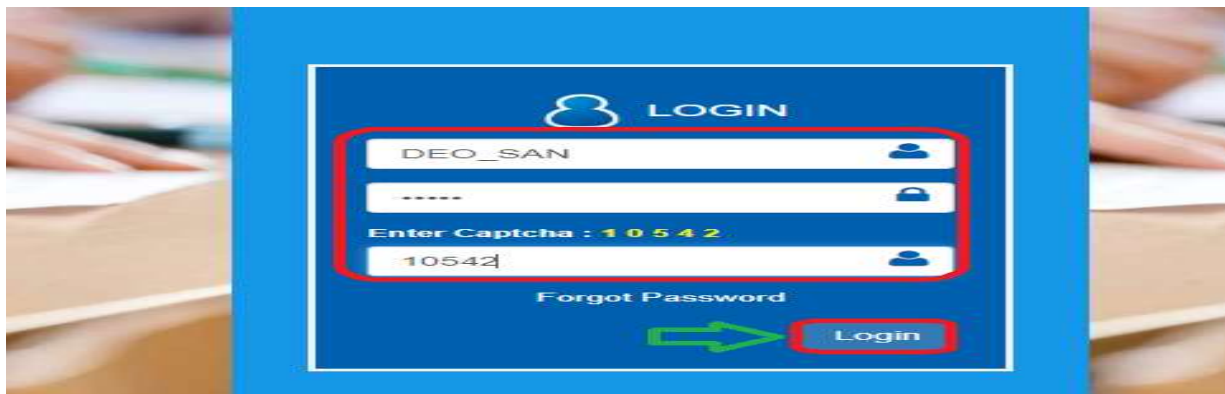 LOGIN
DEO_SAN
•••••
Enter Captcha : 1 0 5 4 2
10542
Forgot Password
Login